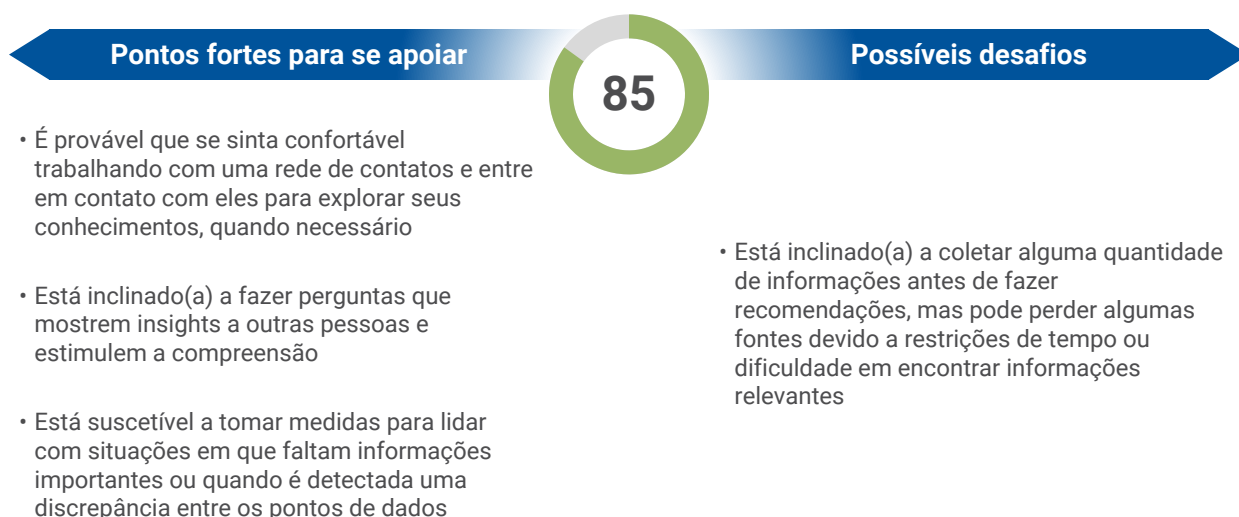 Pontos fortes para se apoiar
85
Possíveis desafios
• É provável que se sinta confortável
trabalhando com uma rede de contatos e entre
em contato com eles para explorar seus
conhecimentos, quando necessário
• Está inclinado(a) a fazer perguntas que
mostrem insights a outras pessoas e
estimulem a compreensão
• Está suscetível a tomar medidas para lidar
com situações em que faltam informações
importantes ou quando é detectada uma
discrepância entre os pontos de dados
• Está inclinado(a) a coletar alguma quantidade
de informações antes de fazer
recomendações, mas pode perder algumas
fontes devido a restrições de tempo ou
dificuldade em encontrar informações
relevantes